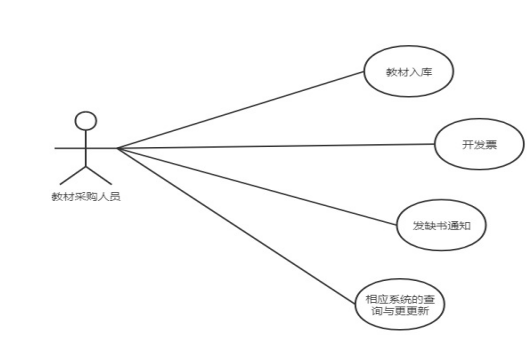 教材入库
开发票
教材采购人员
发缺书通知
相应系统的查
询与更更新